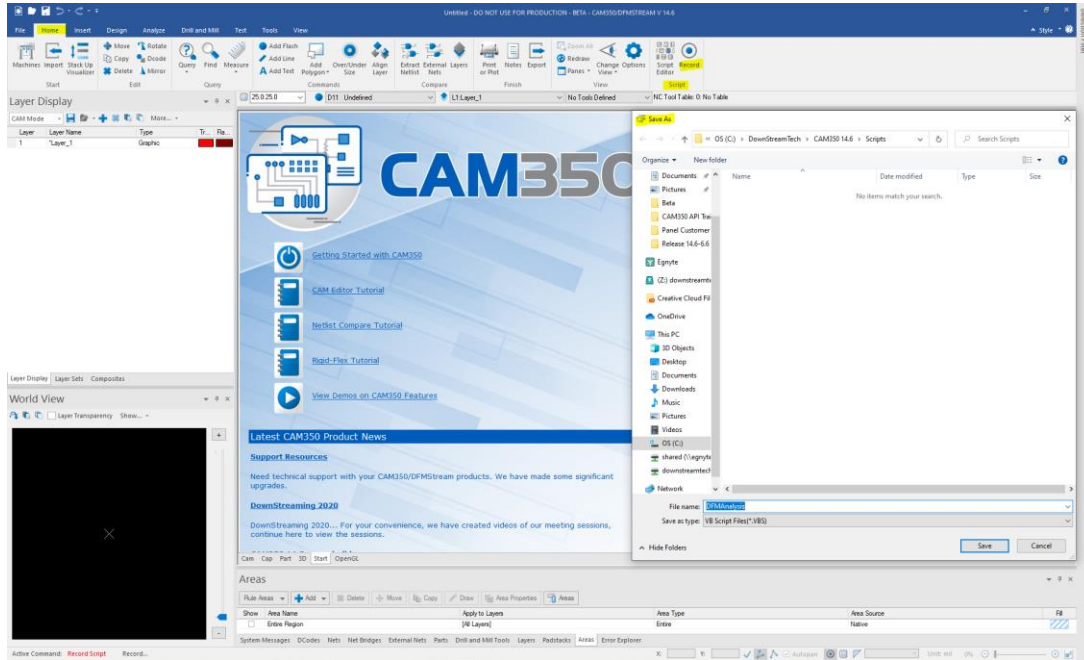 Untitled - DO NOT USE FOR PRODUCTION - BETA - CAM350/DFMSTREAM V 14.6
File Home Insert Design Analyze Drill and Mill Test Tools View
Style
Machines Import Stack Up Visualizer
Move Rotate
Copy Dcode
Delete Mirror
Query Find Measure
Add Flash
Add Line
Add Text
Add Polygon
Over/Under Size
Align Layer
Extract Netlist
External Nets
Compare Layers
Print or Plot
Notes Export
Zoom All
Redraw
Panes
Change View
Options
Script Editor
Record
Start Edit Query Commands Compare Finish View Script
Layer Display
25.0:25.0 D11 Undefined L1:Layer_1 No Tools Defined NC Tool Table: 0: No Table
CAM Mode More...
Layer Layer Name Type Tr... Fla...
1 *Layer_1 Graphic
Layer Display Layer Sets Composites
World View
Layer Transparency Show...
CAM350
Getting Started with CAM350
CAM Editor Tutorial
Netlist Compare Tutorial
Rigid-Flex Tutorial
View Demos on CAM350 Features
Latest CAM350 Product News
Support Resources
Need technical support with your CAM350/DFMStream products. We have made some significant
upgrades.
DownStreaming 2020
DownStreaming 2020... For your convenience, we have created videos of our meeting sessions,
continue here to view the sessions.
Cam Cap Part 3D Start OpenGL
Save As
OS (C:) DownStreamTech CAM350 14.6 Scripts
Search Scripts
Organize New folder
Name Date modified Type Size
No items match your search.
Documents
Pictures
Beta
CAM350 API Trai
Panel Customer
Release 14.6-6.6
Egnyte
(Z:) downstreamte
Creative Cloud Fil
OneDrive
This PC
3D Objects
Desktop
Documents
Downloads
Music
Pictures
Videos
OS (C:)
shared (\\egnyte
downstreamtech
Network
File name: DFMAnalysis
Save as type: VB Script Files(*.VBS)
Hide Folders
Save Cancel
Areas
Rule Areas Add Delete Move Copy Draw Area Properties Areas
Show Area Name Apply to Layers Area Type Area Source Fill
Entire Region [All Layers] Entire Native
System Messages DCodes Nets Net Bridges External Nets Parts Drill and Mill Tools Layers Padstacks Areas Error Explorer
Active Command: Record Script Record...
X: Y: Autopan Unit: mil 0%